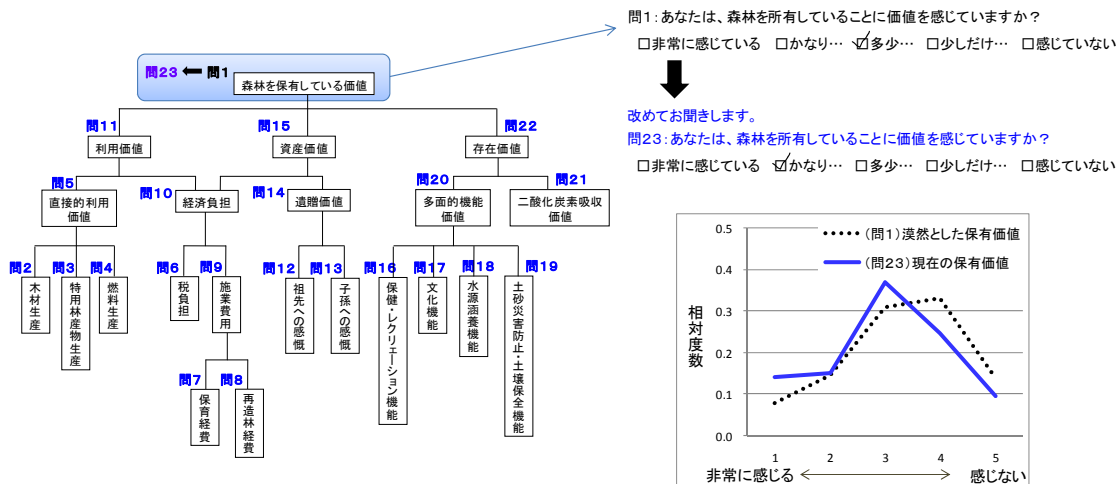 問1：あなたは、森林を所有していることに価値を感じていますか？
□非常に感じている □かなり… ☑多少… □少しだけ… □感じていない
改めてお聞きします。
問23：あなたは、森林を所有していることに価値を感じていますか？
□非常に感じている ☑かなり… □多少… □少しだけ… □感じていない
問23 ← 問1
森林を保有している価値
問11
利用価値
問15
資産価値
問22
存在価値
問5
直接的利用
価値
問10
経済負担
問14
遺贈価値
問20
多面的機能
価値
問21
二酸化炭素吸収
価値
問2
木材生産
問3
特用林産物生産
問4
燃料生産
問6
税負担
問9
施業費用
問12
祖先への感慨
問13
子孫への感慨
問16
保健・レクリェーション機能
問17
文化機能
問18
水源涵養機能
問19
土砂災害防止・土壌保全機能
問7
保育経費
問8
再造林経費
(問1)漠然とした保有価値
(問23)現在の保有価値
相対度数
0.5
0.4
0.3
0.2
0.1
0.0
1 2 3 4 5
非常に感じる 感じない